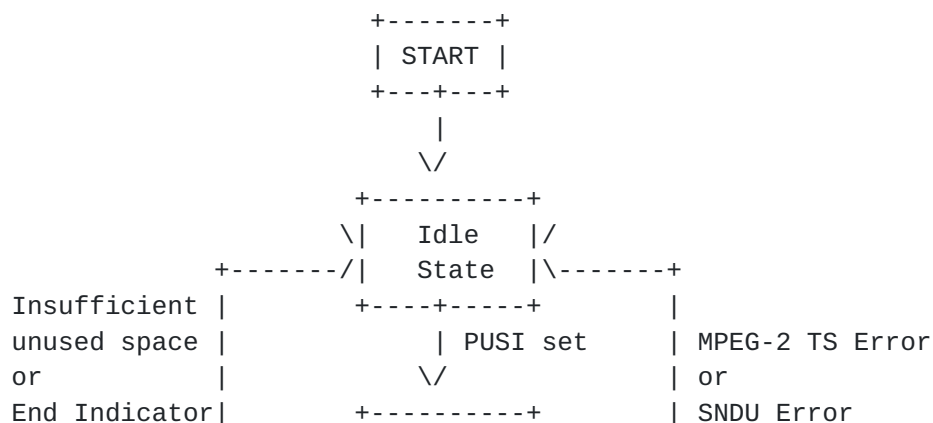 +-------+
                        | START |
                        +---+---+
                            |
                           \/
                       +----------+
                      \|   Idle   |/
              +-------/|   State  |\-------+
Insufficient |         +----+-----+        |
unused space |              | PUSI set     | MPEG-2 TS Error
or           |             \/              | or
End Indicator|         +----------+        | SNDU Error